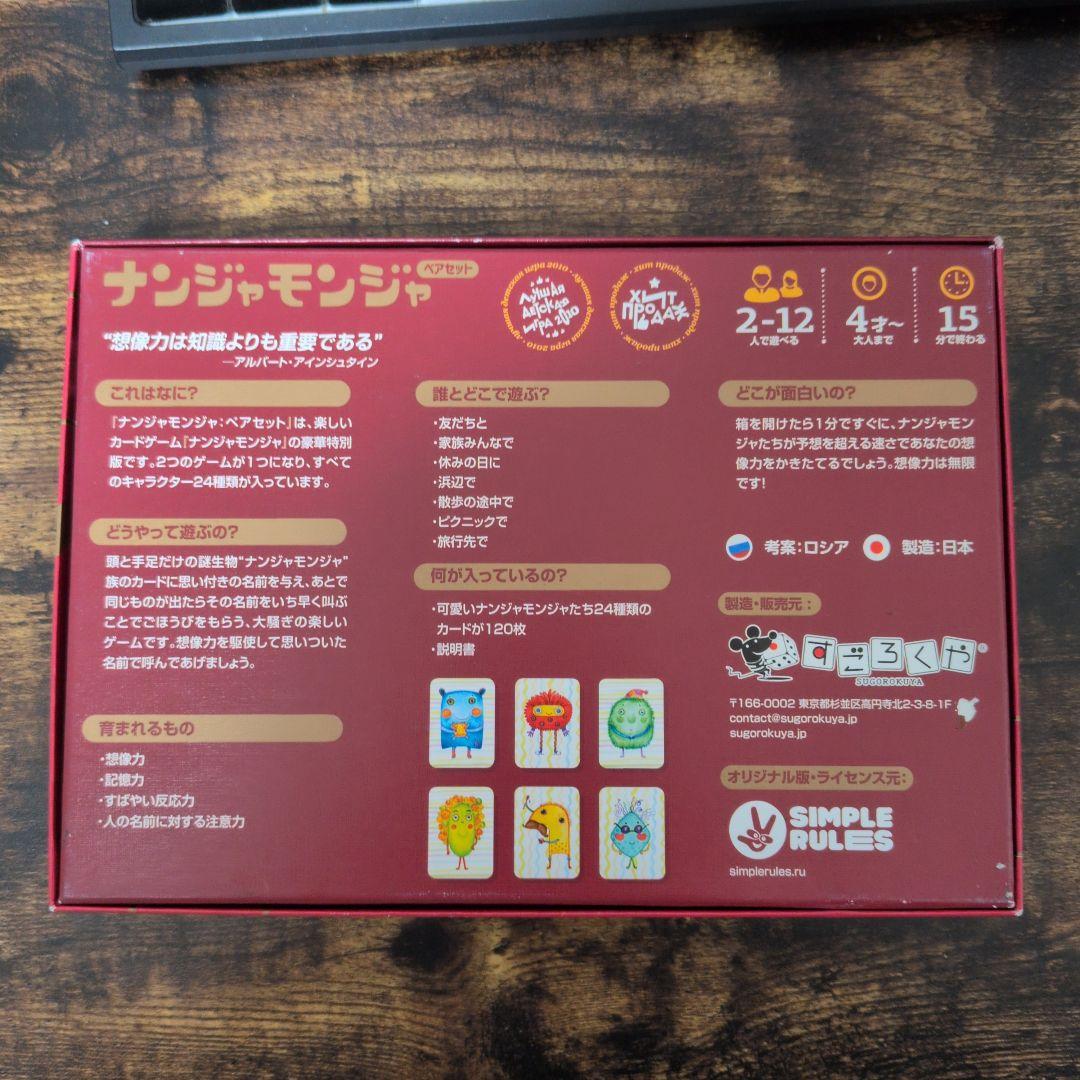 ナンジャモンジャ
ペアセット
"想像力は知識よりも重要である"
―アルバート・アインシュタイン
これはなに?
『ナンジャモンジャ:ペアセット』は、楽しい
カードゲーム『ナンジャモンジャ』の豪華特別
版です。2つのゲームが1つになり、すべて
のキャラクター24種類が入っています。
どうやって遊ぶの?
頭と手足だけの謎生物"ナンジャモンジャ"
族のカードに思い付きの名前を与え、あとで
同じものが出たらその名前をいち早く叫ぶ
ことでごほうびをもらう、大騒ぎの楽しい
ゲームです。想像力を駆使して思いついた
名前で呼んであげましょう。
育まれるもの
・想像力
・記憶力
・すばやい反応力
・人の名前に対する注意力
лучшая детская игра 2010
ЛУЧШАЯ
ДЕТСКАЯ
ИГРА 2010
хит продаж · хит продаж
ХИТ
ПРОДАЖ
誰とどこで遊ぶ?
・友だちと
・家族みんなで
・休みの日に
・浜辺で
・散歩の途中で
・ピクニックで
・旅行先で
何が入っているの?
・可愛いナンジャモンジャたち24種類の
カードが120枚
・説明書
2-12
人で遊べる
4才~
大人まで
15
分で終わる
どこが面白いの?
箱を開けたら1分ですぐに、ナンジャモン
ジャたちが予想を超える速さであなたの想
像力をかきたてるでしょう。想像力は無限
です!
考案:ロシア
製造:日本
製造・販売元:
すごろくや®
SUGOROKUYA
〒166-0002 東京都杉並区高円寺北2-3-8-1F
contact@sugorokuya.jp
sugorokuya.jp
オリジナル版・ライセンス元:
SIMPLE
RULES
simplerules.ru